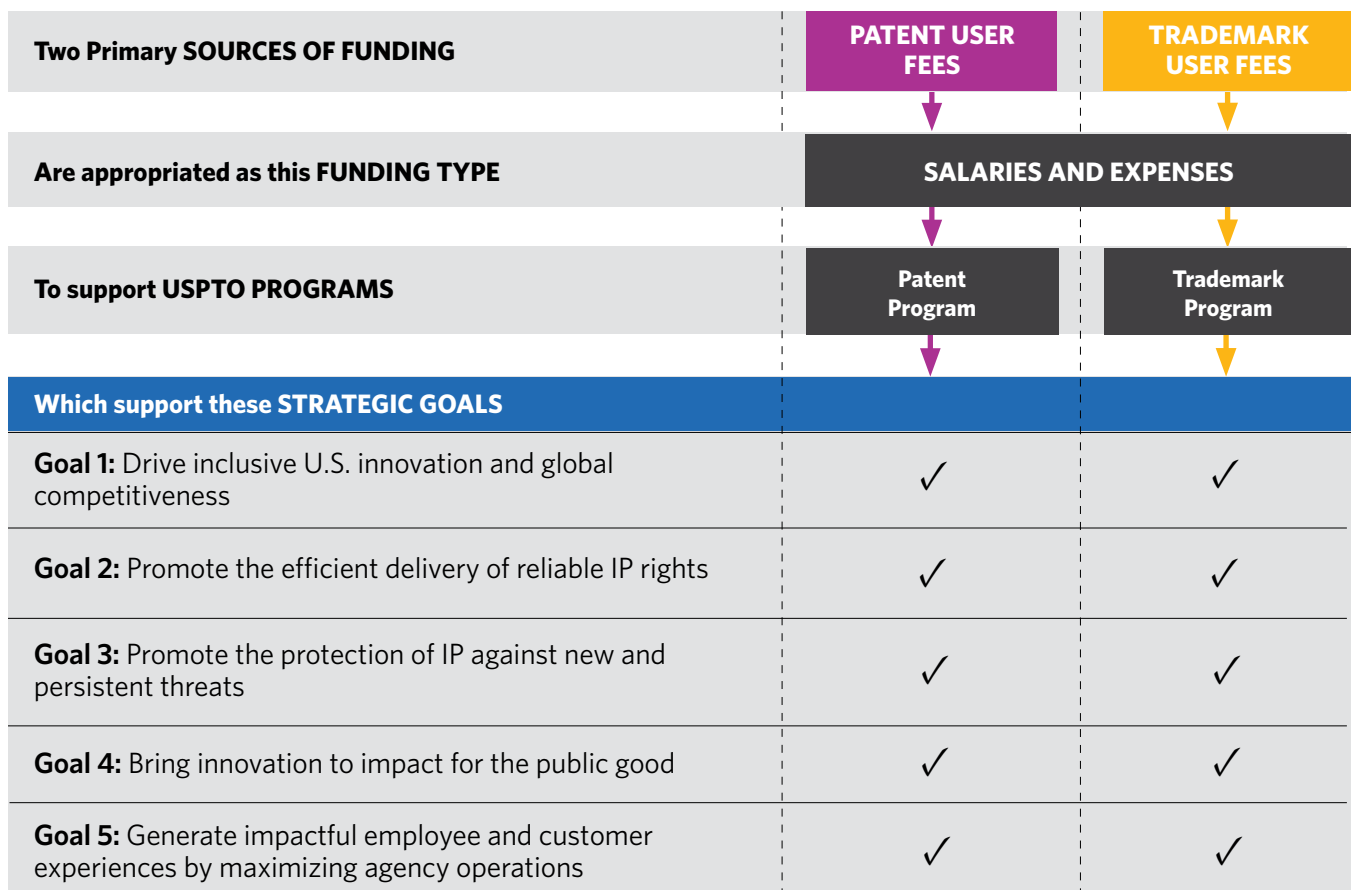 Two Primary SOURCES OF FUNDING
PATENT USER
FEES
TRADEMARK
USER FEES
Are appropriated as this FUNDING TYPE
SALARIES AND EXPENSES
To support USPTO PROGRAMS
Patent
Program
Trademark
Program
Which support these STRATEGIC GOALS
Goal 1: Drive inclusive U.S. innovation and global
competitiveness
✓ ✓
Goal 2: Promote the efficient delivery of reliable IP rights
✓ ✓
Goal 3: Promote the protection of IP against new and
persistent threats
✓ ✓
Goal 4: Bring innovation to impact for the public good
✓ ✓
Goal 5: Generate impactful employee and customer
experiences by maximizing agency operations
✓ ✓